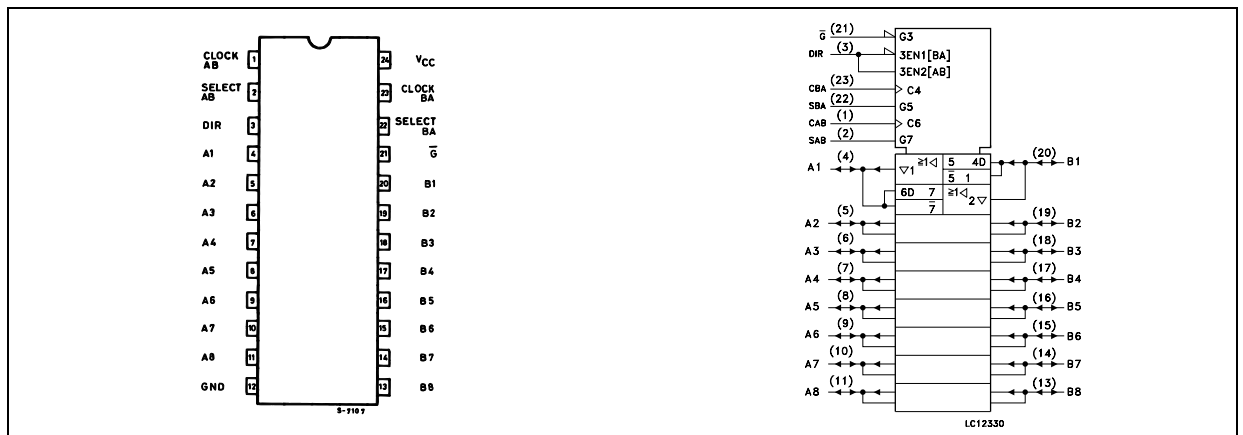 CLOCK AB 1
24 VCC
SELECT AB 2
23 CLOCK BA
DIR 3
22 SELECT BA
A1 4
21 G̅
A2 5
20 B1
A3 6
19 B2
A4 7
18 B3
A5 8
17 B4
A6 9
16 B5
A7 10
15 B6
A8 11
14 B7
GND 12
13 B8
S-7107
G̅ (21) G3
DIR (3) 3EN1[BA]
3EN2[AB]
CBA (23) C4
SBA (22) G5
CAB (1) C6
SAB (2) G7
A1 (4) ▽1 ≥1◁ 5 4D (20) B1
5̅ 1
6D 7 ≥1◁ 2▽
7̅
A2 (5) (19) B2
A3 (6) (18) B3
A4 (7) (17) B4
A5 (8) (16) B5
A6 (9) (15) B6
A7 (10) (14) B7
A8 (11) (13) B8
LC12330